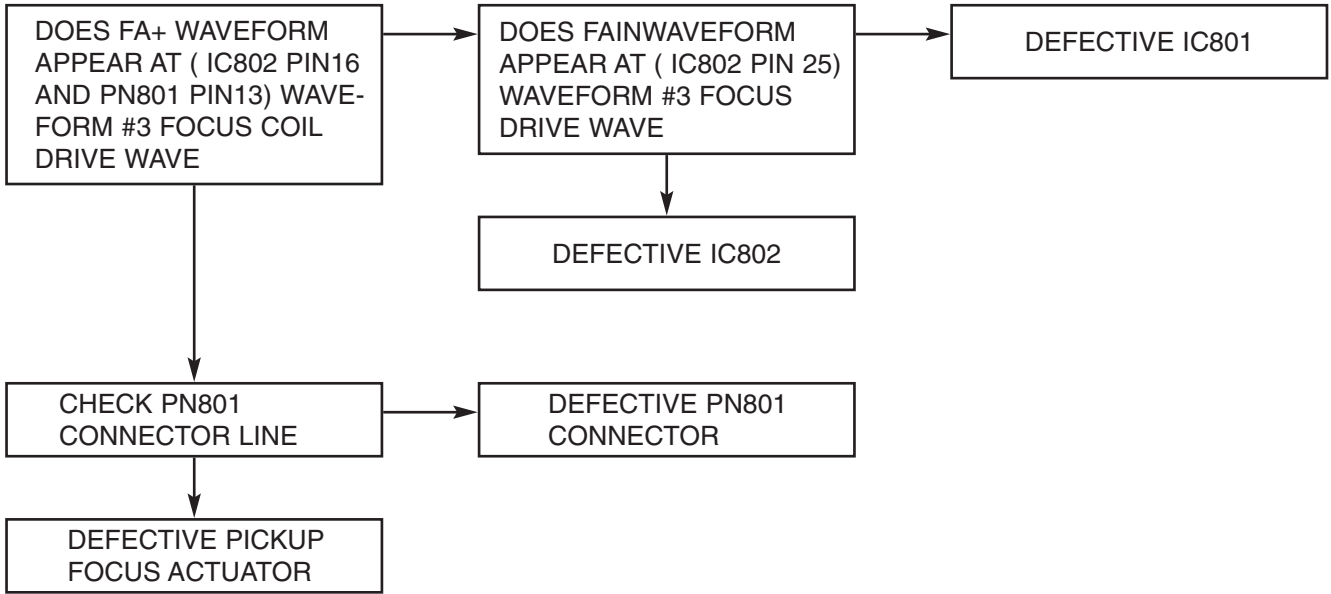 DOES FA+ WAVEFORM
APPEAR AT ( IC802 PIN16
AND PN801 PIN13) WAVE-
FORM #3 FOCUS COIL
DRIVE WAVE
DOES FAINWAVEFORM
APPEAR AT ( IC802 PIN 25)
WAVEFORM #3 FOCUS
DRIVE WAVE
DEFECTIVE IC801
DEFECTIVE IC802
CHECK PN801
CONNECTOR LINE
DEFECTIVE PN801
CONNECTOR
DEFECTIVE PICKUP
FOCUS ACTUATOR